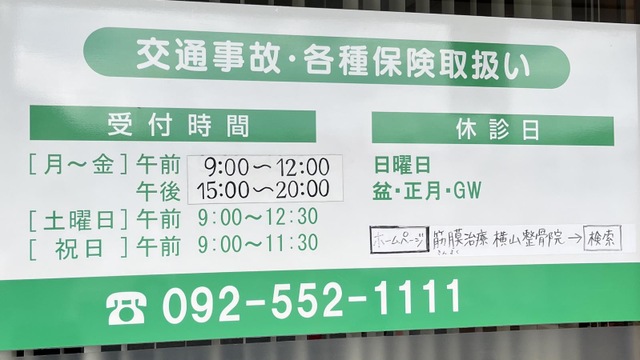 交通事故・各種保険取扱い
受付時間
[月～金]午前 9:00～12:00
午後 15:00～20:00
[土曜日]午前 9:00～12:30
[祝日]午前 9:00～11:30
休診日
日曜日
盆・正月・GW
ホームページ 筋膜治療 横山整骨院→検索
きんまく
☎092-552-1111